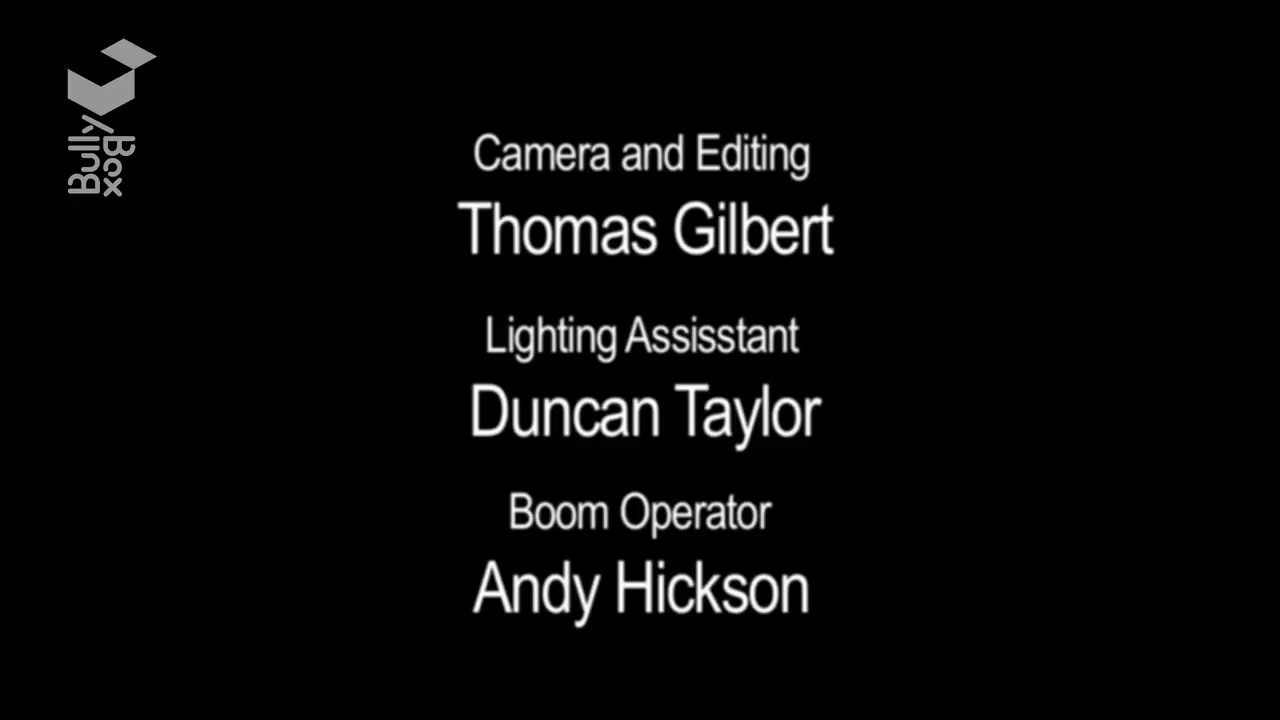 Bully
Box
Camera and Editing
Thomas Gilbert
Lighting Assisstant
Duncan Taylor
Boom Operator
Andy Hickson